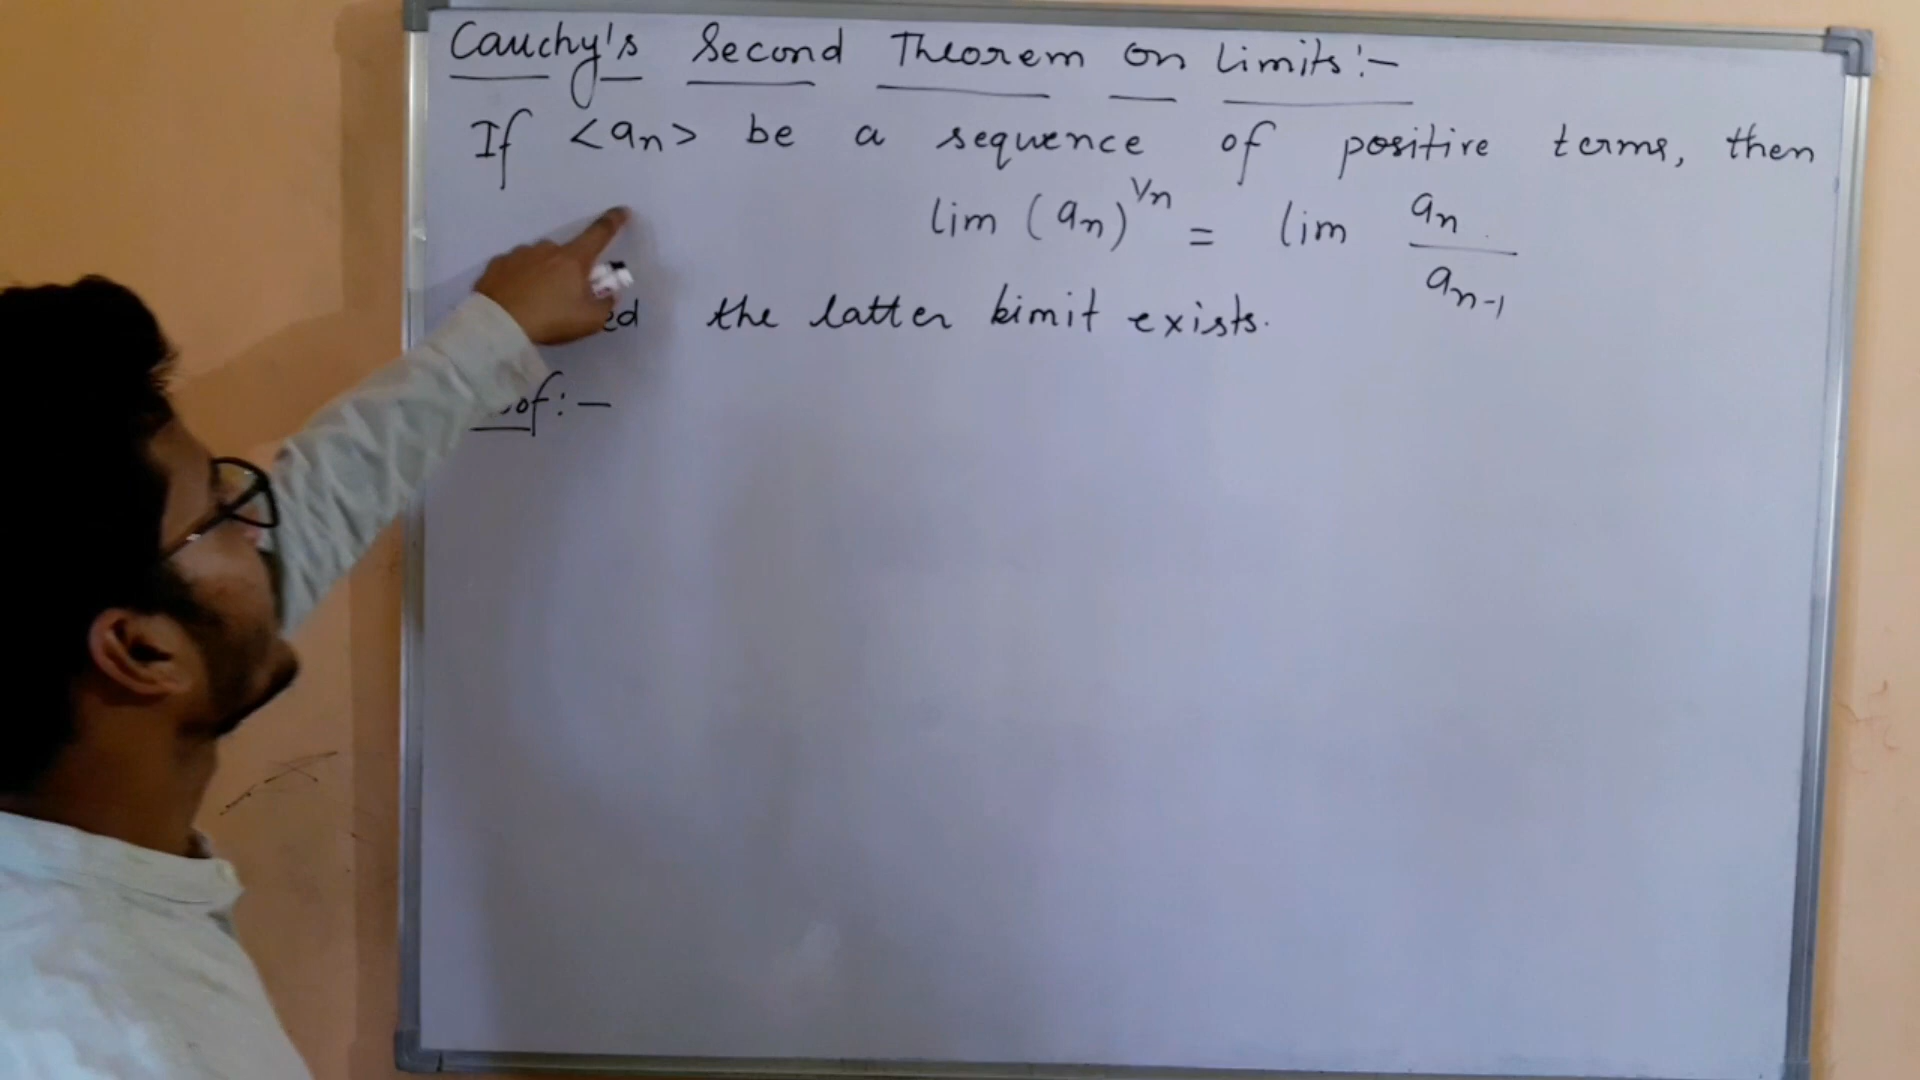 Cauchy's Second Theorem on Limits:-
If <an> be a sequence of positive terms, then
lim (an)^1/n = lim an / an-1
ed the latter limit exists.
of:-